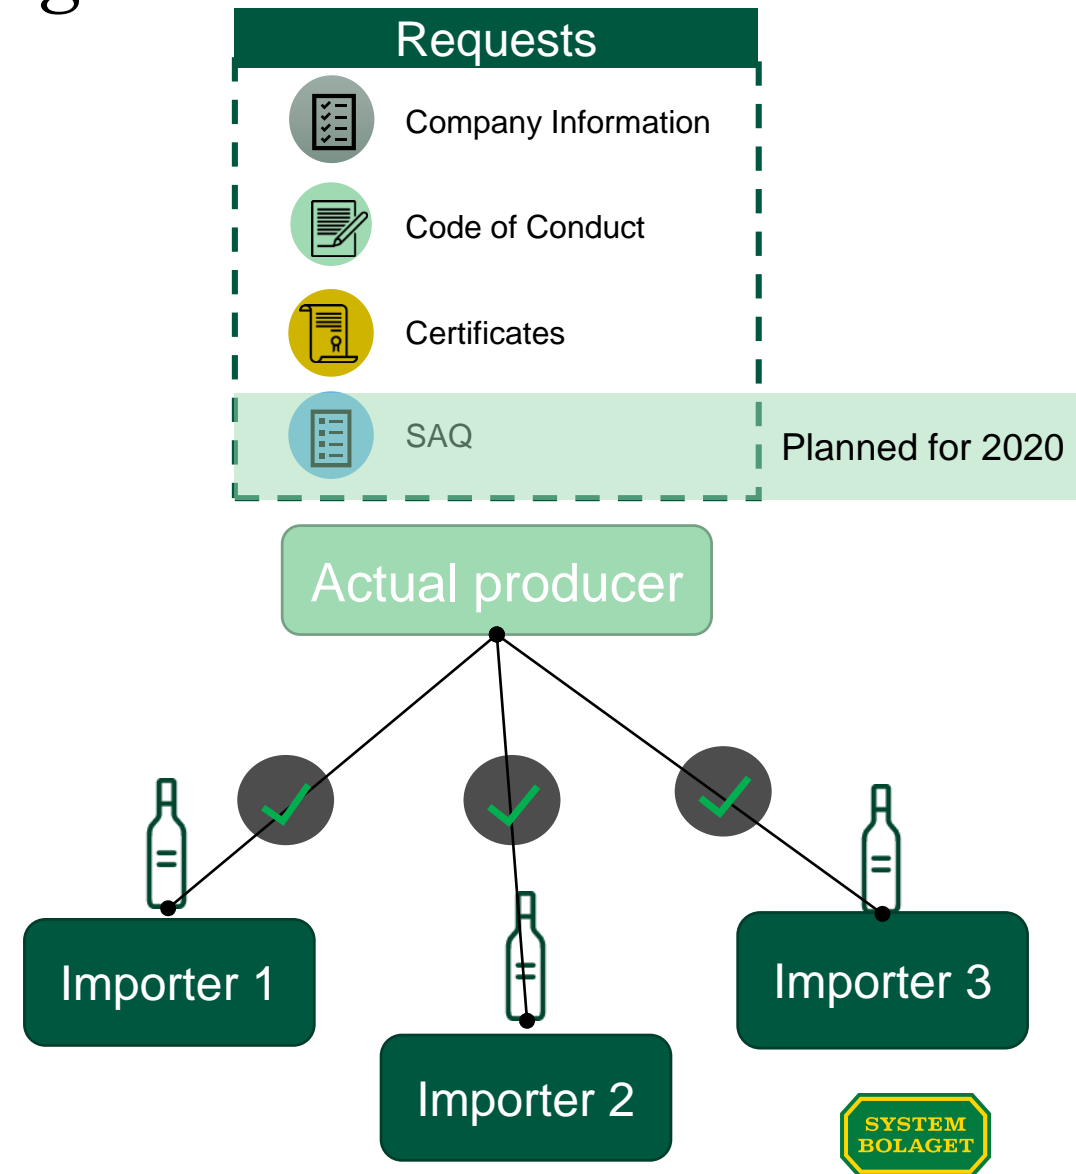 g
Requests
Company Information
Code of Conduct
Certificates
SAQ
Planned for 2020
Actual producer
Importer 1
Importer 3
Importer 2
SYSTEM
BOLAGET